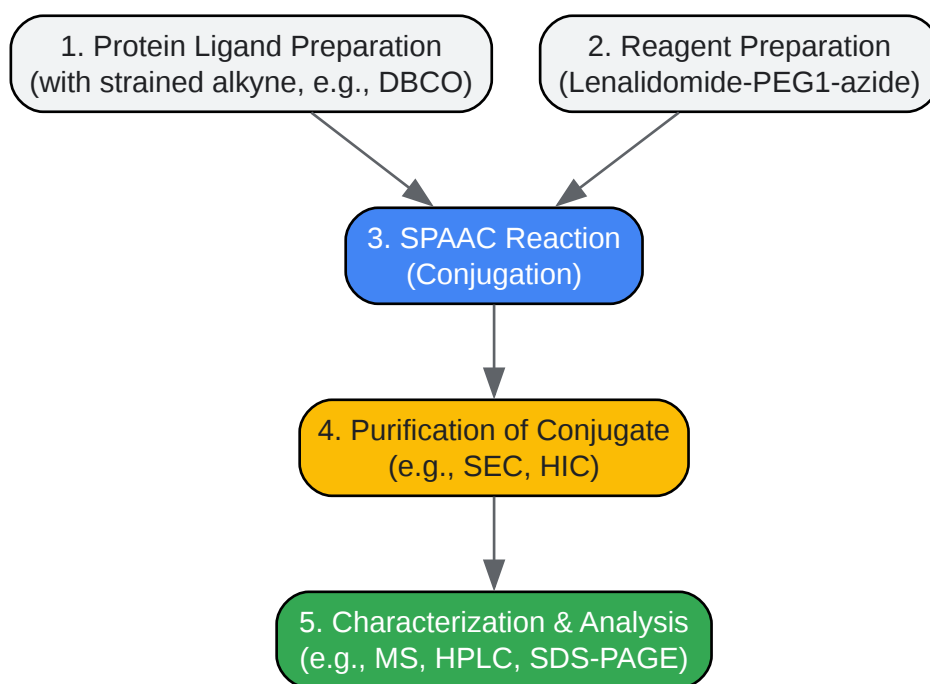 1. Protein Ligand Preparation
(with strained alkyne, e.g., DBCO)
2. Reagent Preparation
(Lenalidomide-PEG1-azide)
3. SPAAC Reaction
(Conjugation)
4. Purification of Conjugate
(e.g., SEC, HIC)
5. Characterization & Analysis
(e.g., MS, HPLC, SDS-PAGE)